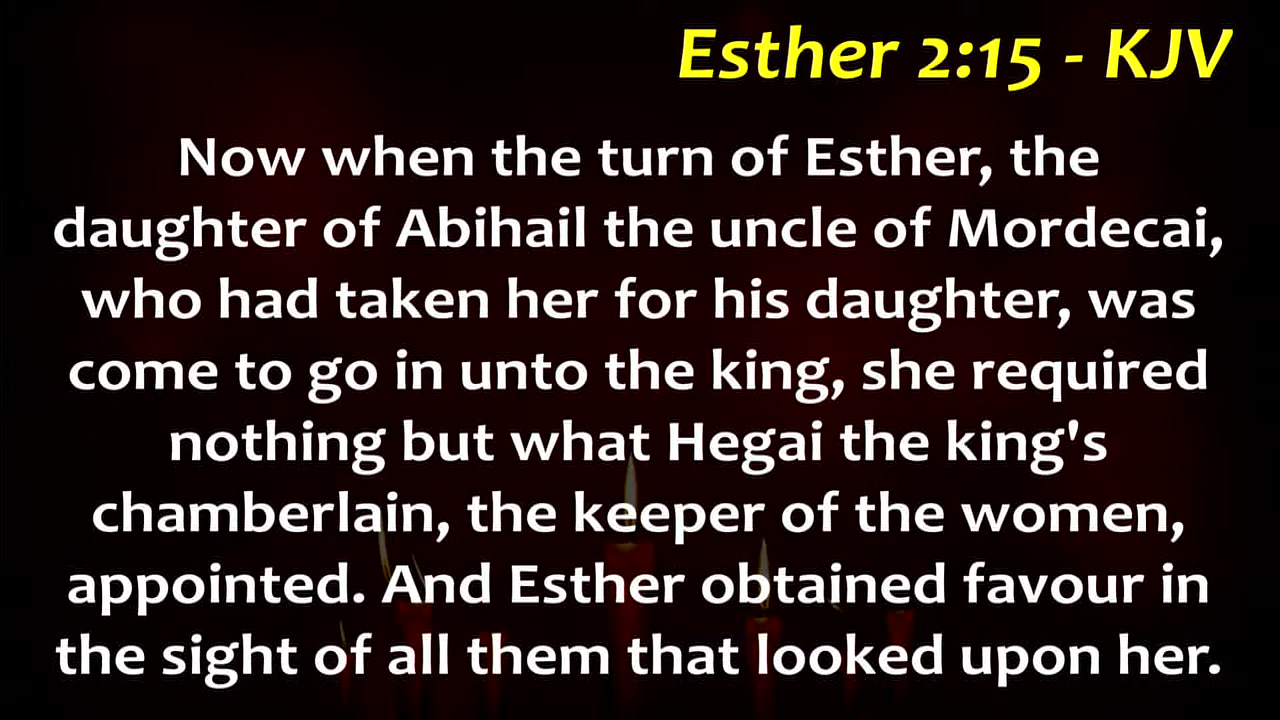 Esther 2:15 - KJV
Now when the turn of Esther, the
daughter of Abihail the uncle of Mordecai,
who had taken her for his daughter, was
come to go in unto the king, she required
nothing but what Hegai the king's
chamberlain, the keeper of the women,
appointed. And Esther obtained favour in
the sight of all them that looked upon her.